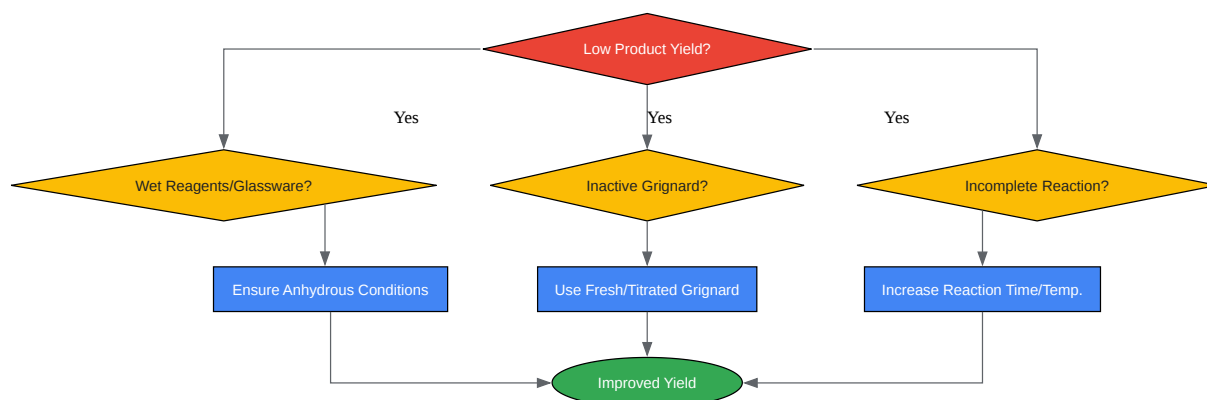 Low Product Yield?
Yes
Yes
Yes
Wet Reagents/Glassware?
Inactive Grignard?
Incomplete Reaction?
Ensure Anhydrous Conditions
Use Fresh/Titrated Grignard
Increase Reaction Time/Temp.
Improved Yield